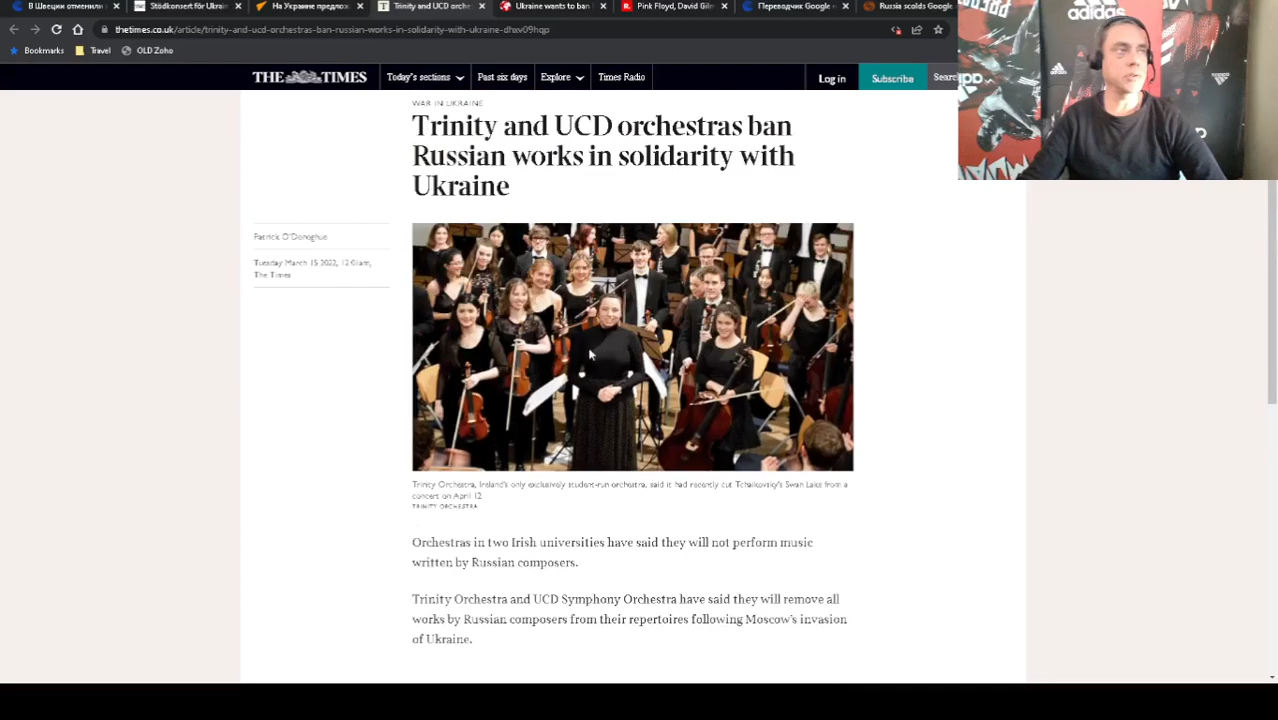 В Швеции отменили
Stödkonsert för Ukrain
На Украине предлож
Trinity and UCD orche
Ukraine wants to ban
Pink Floyd, David Gilm
Переводчик Google
Russia scolds Google
thetimes.co.uk/article/trinity-and-ucd-orchestras-ban-russian-works-in-solidarity-with-ukraine-dhxv09hqp
Bookmarks
Travel
OLD Zoho
adidas
THE TIMES
Today's sections
Past six days
Explore
Times Radio
Log in
Subscribe
Search
WAR IN UKRAINE
Trinity and UCD orchestras ban
Russian works in solidarity with
Ukraine
Patrick O'Donoghue
Tuesday March 15 2022, 12:01am,
The Times
Trinity Orchestra, Ireland's only exclusively student-run orchestra, said it had recently cut Tchaikovsky's Swan Lake from a
concert on April 12
TRINITY ORCHESTRA
Orchestras in two Irish universities have said they will not perform music
written by Russian composers.
Trinity Orchestra and UCD Symphony Orchestra have said they will remove all
works by Russian composers from their repertoires following Moscow's invasion
of Ukraine.